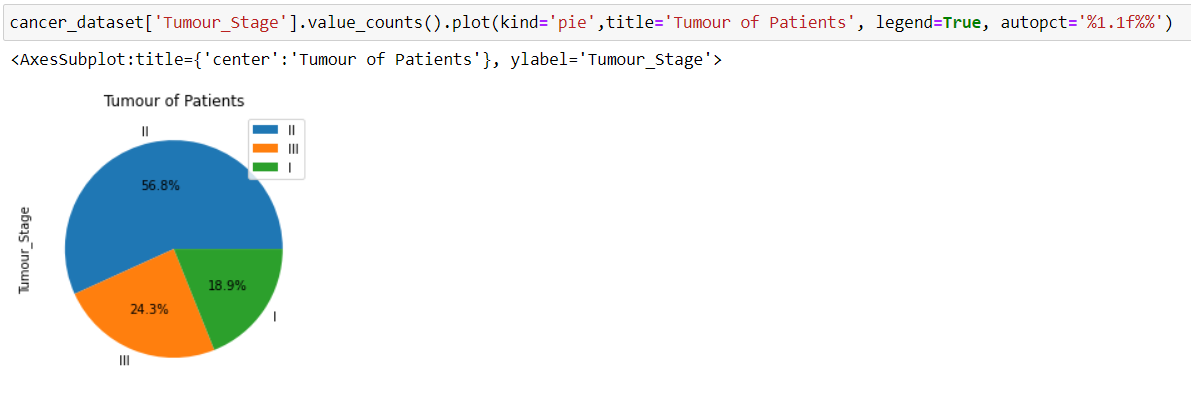 cancer_dataset['Tumour_Stage'].value_counts().plot(kind='pie',title='Tumour of Patients', legend=True, autopct='%1.1f%%')
<AxesSubplot:title={'center':'Tumour of Patients'}, ylabel='Tumour_Stage'>
Tumour of Patients
II
II
III
I
56.8%
Tumour_Stage
18.9%
24.3%
I
III